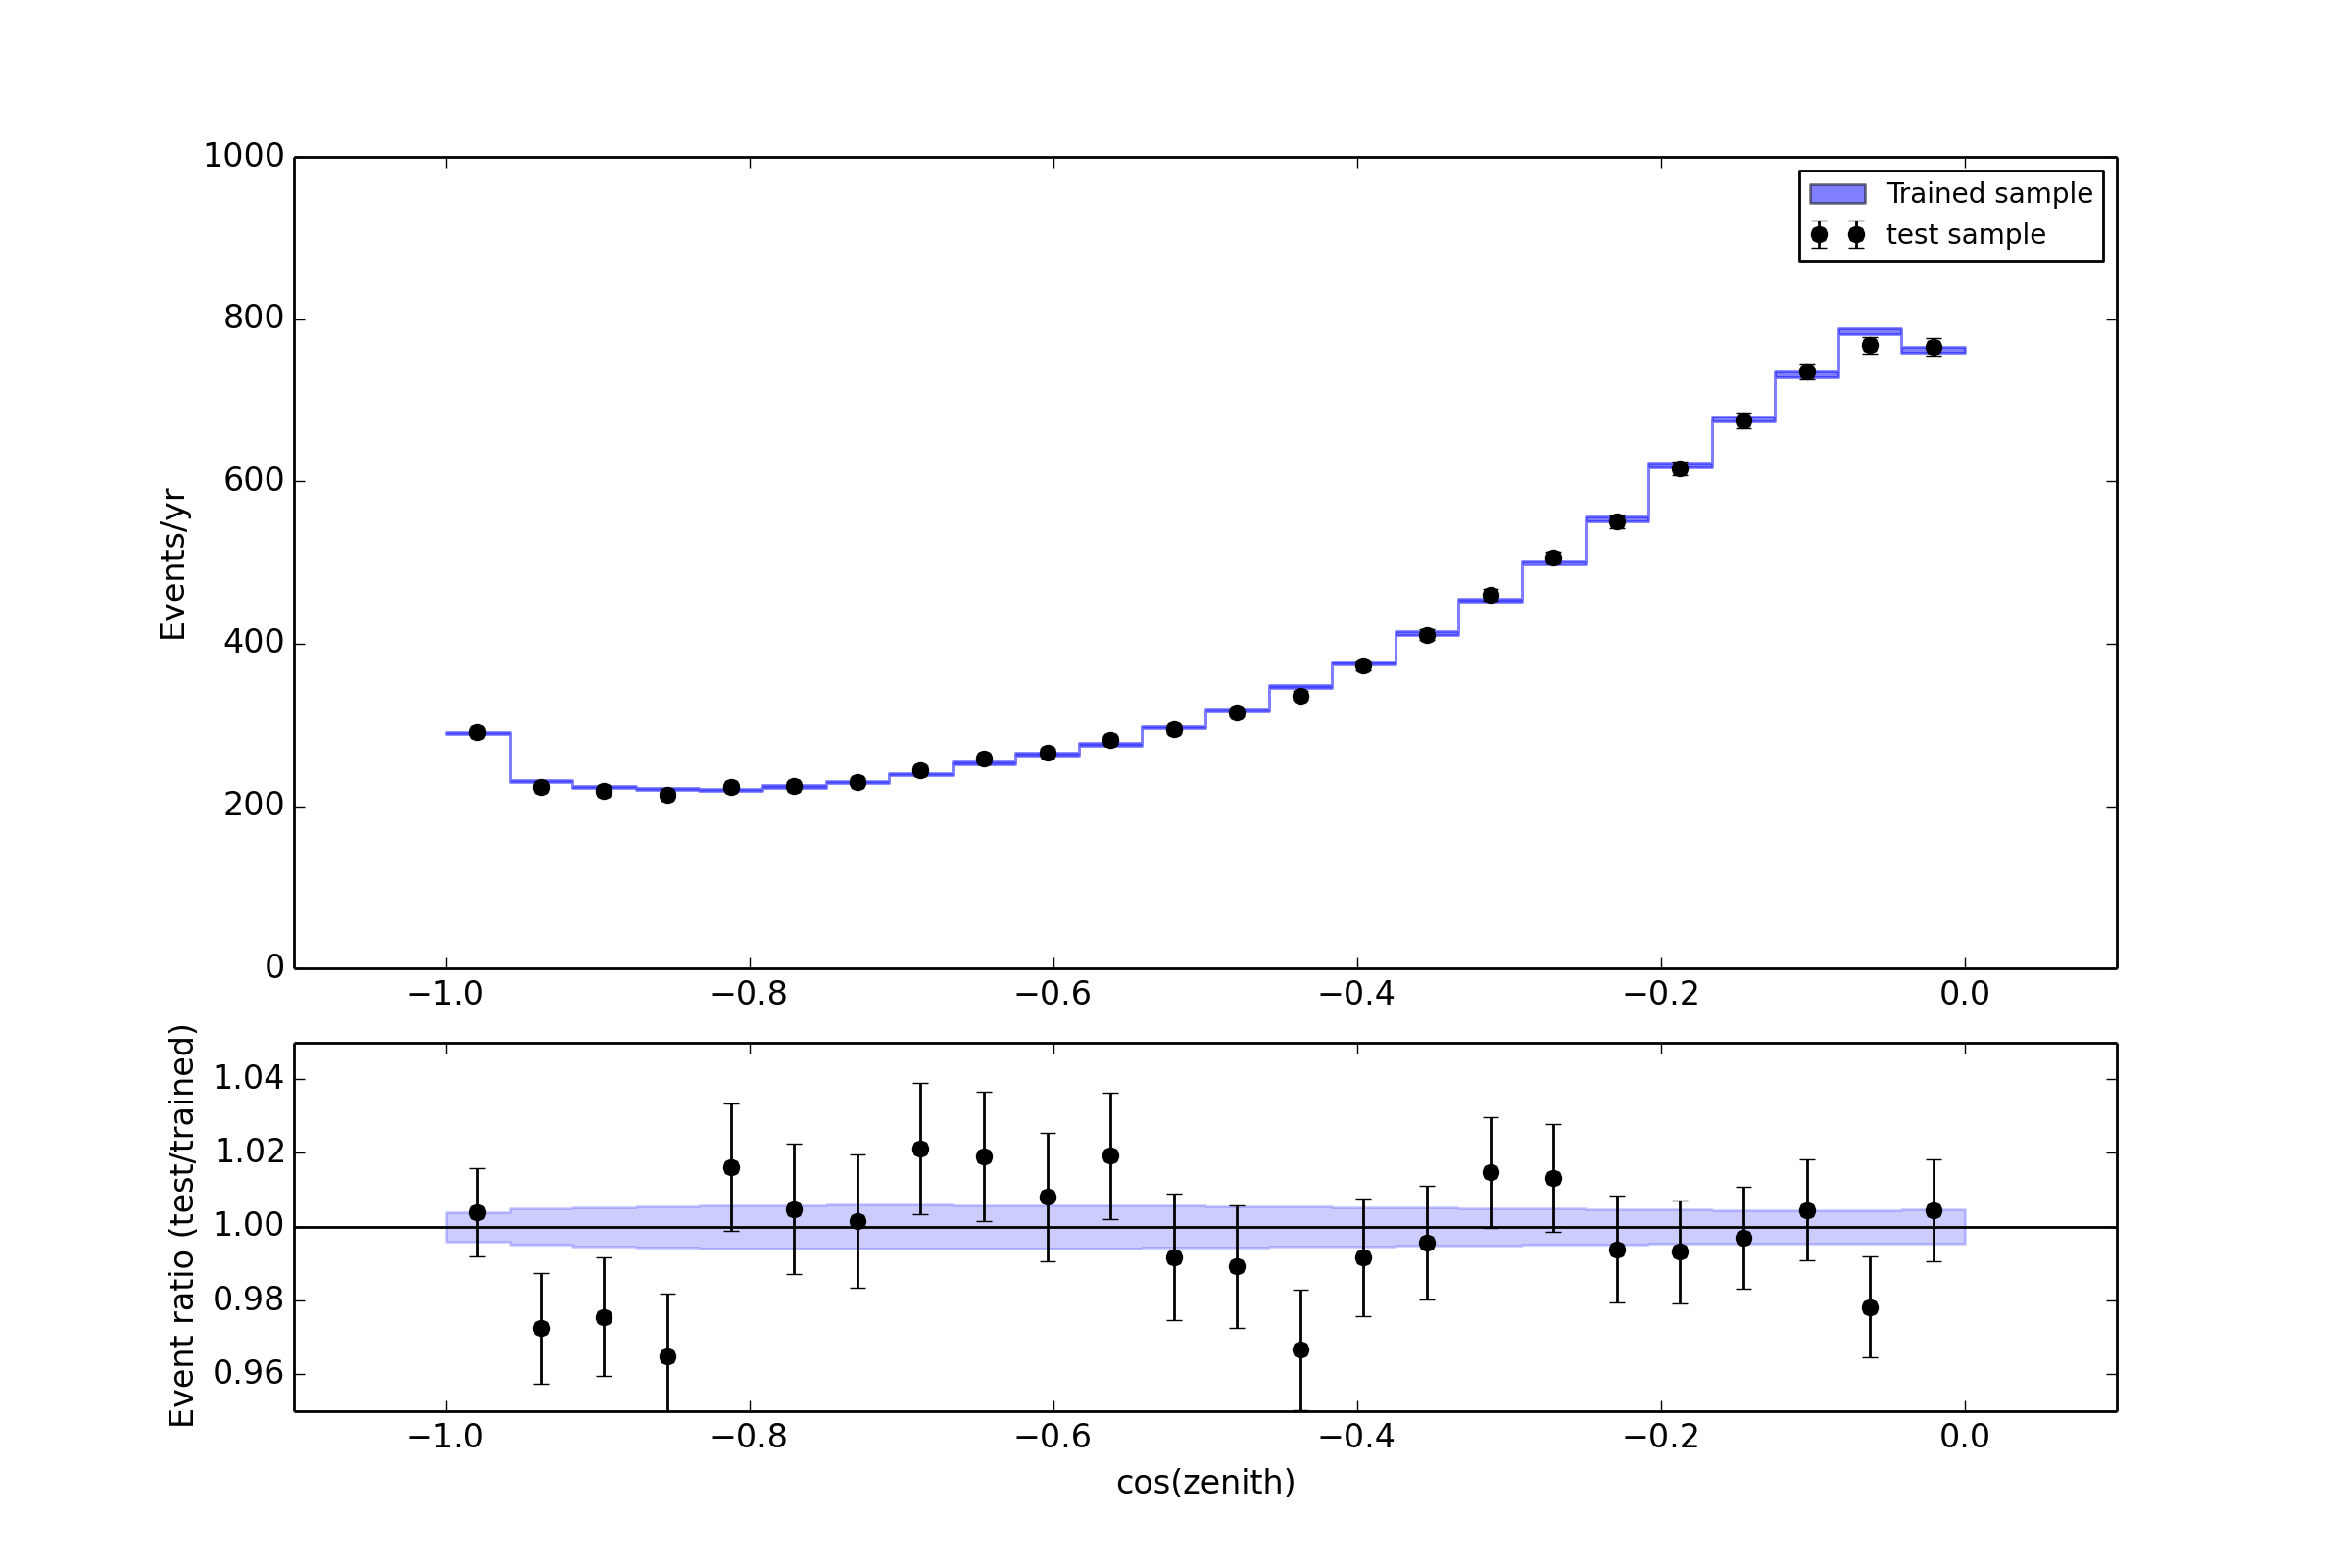 1000
800
600
400
200
0
Events/yr
Trained sample
test sample
−1.0 −0.8 −0.6 −0.4 −0.2 0.0
1.04
1.02
1.00
0.98
0.96
Event ratio (test/trained)
−1.0 −0.8 −0.6 −0.4 −0.2 0.0
cos(zenith)